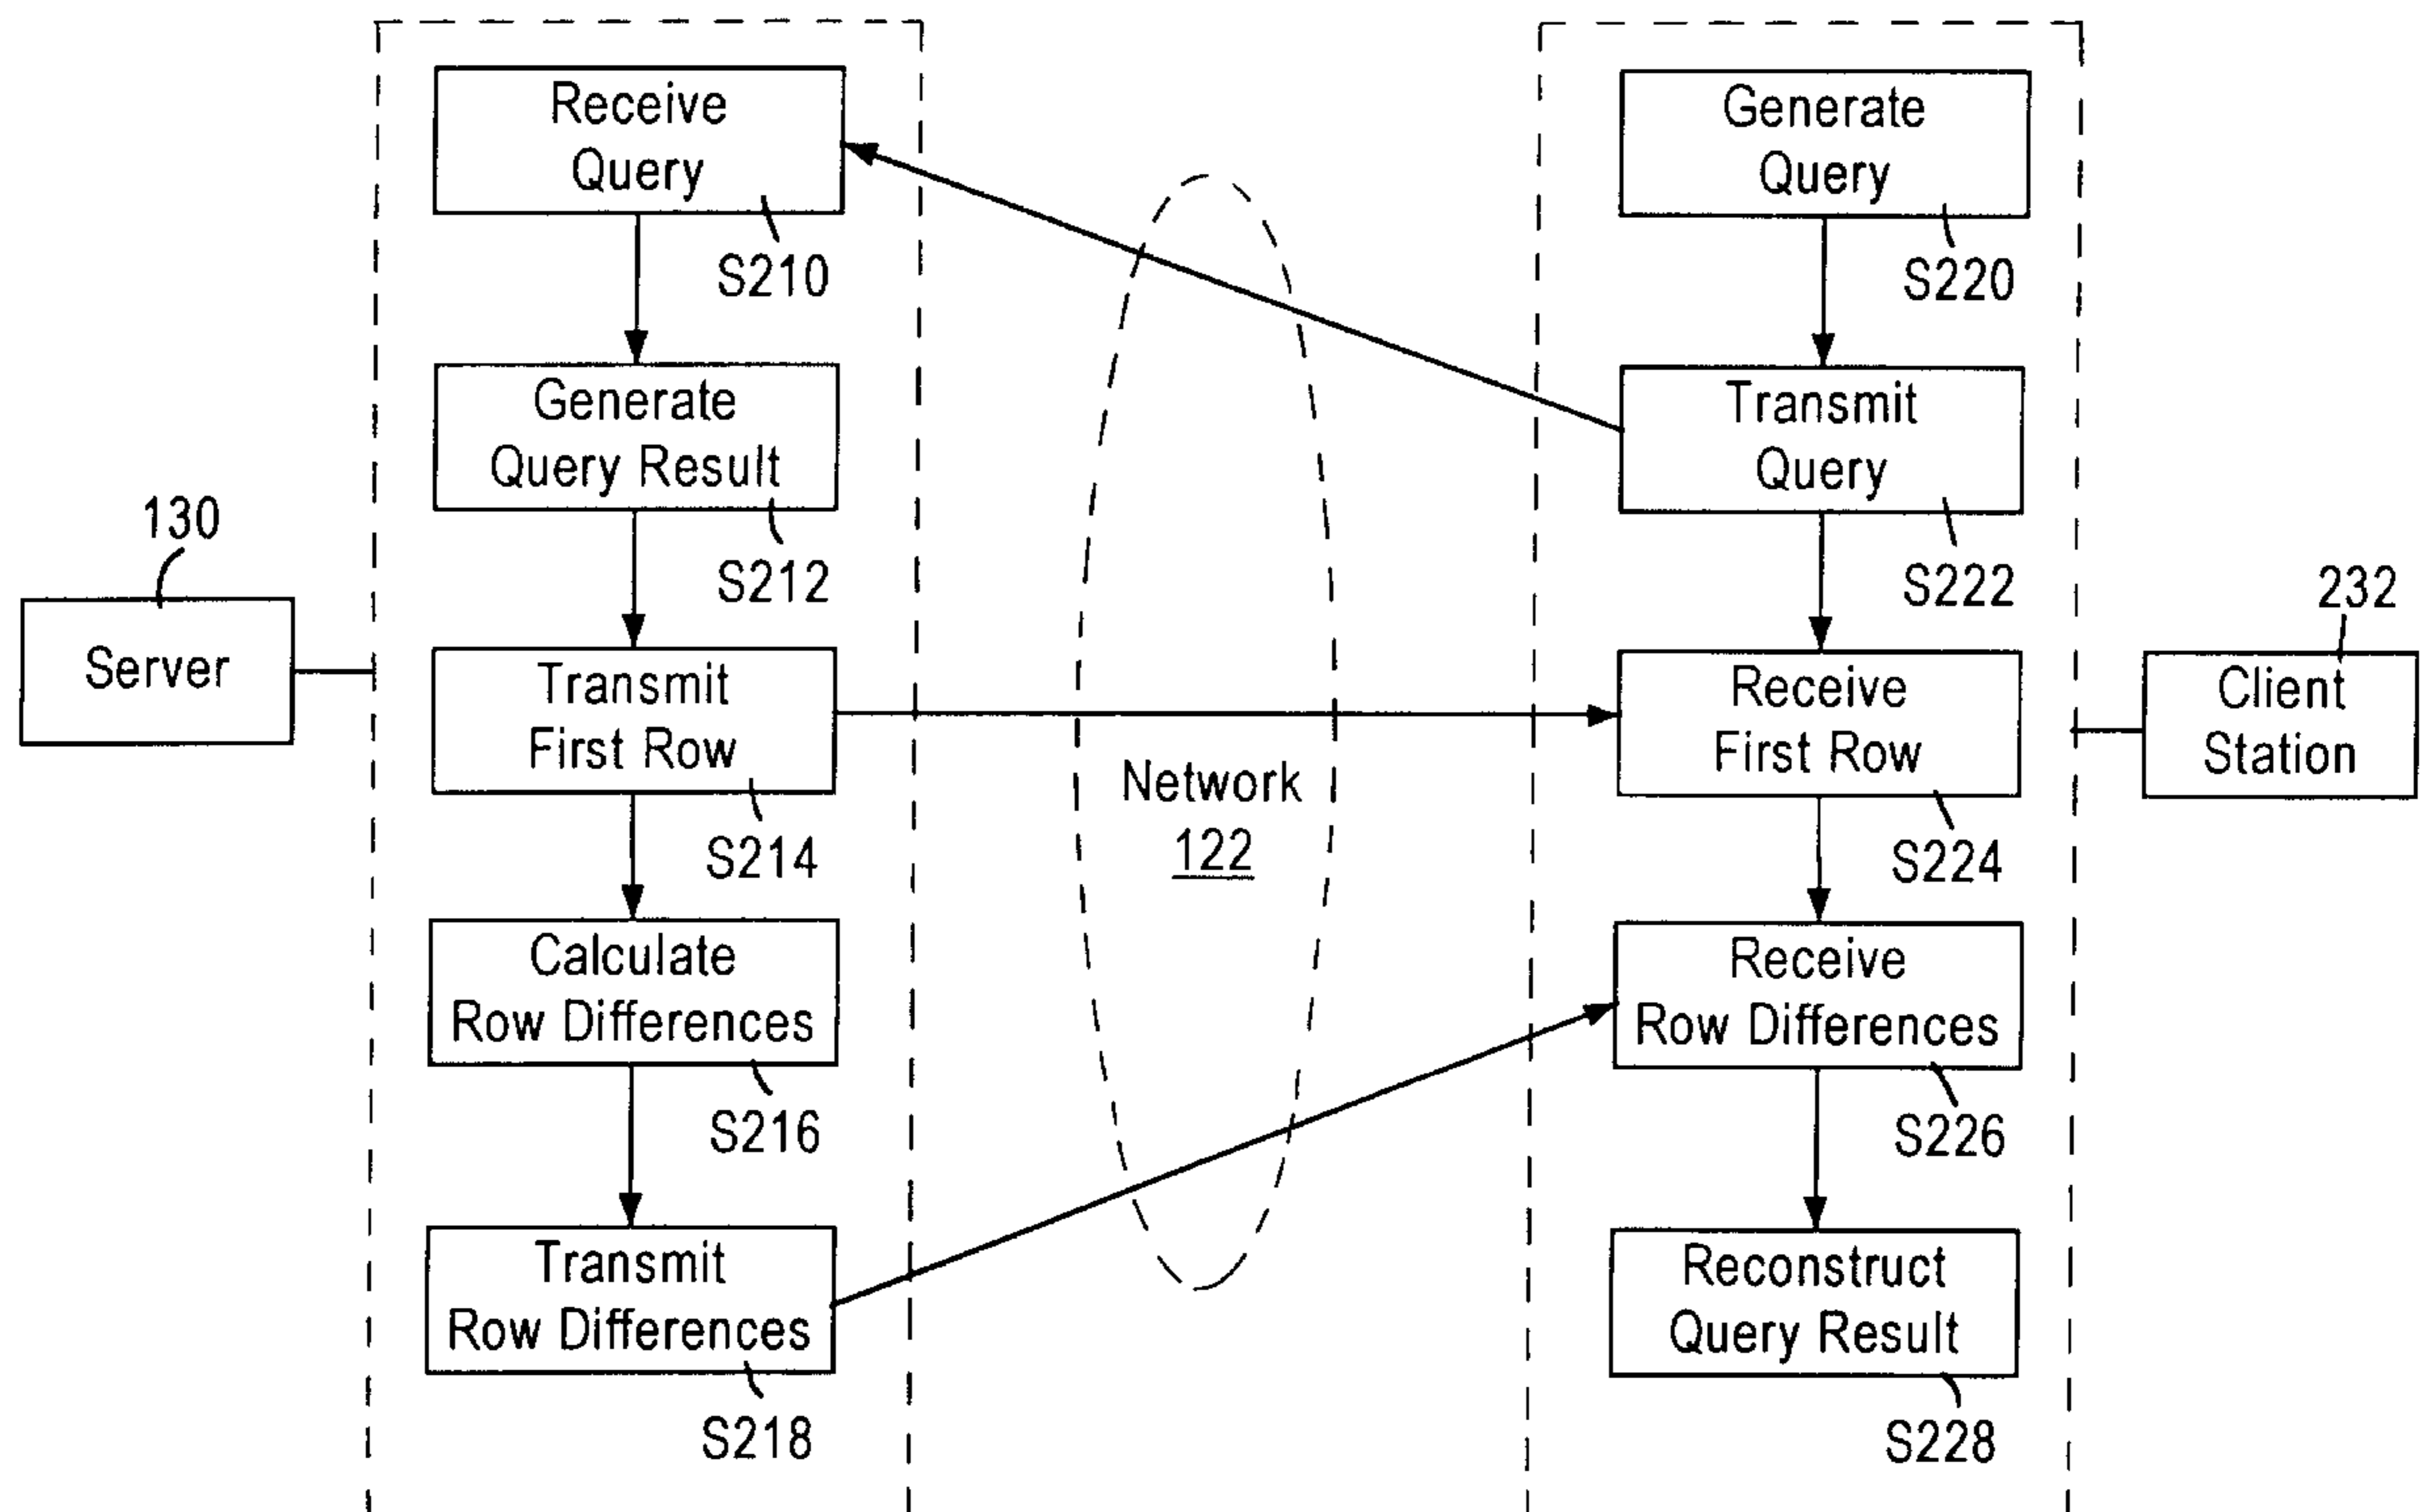 Receive
Query
S210
Generate
Query Result
S212
Transmit
First Row
S214
Calculate
Row Differences
S216
Transmit
Row Differences
S218
130
Server
Network
122
Generate
Query
S220
Transmit
Query
S222
Receive
First Row
S224
Receive
Row Differences
S226
Reconstruct
Query Result
S228
232
Client
Station